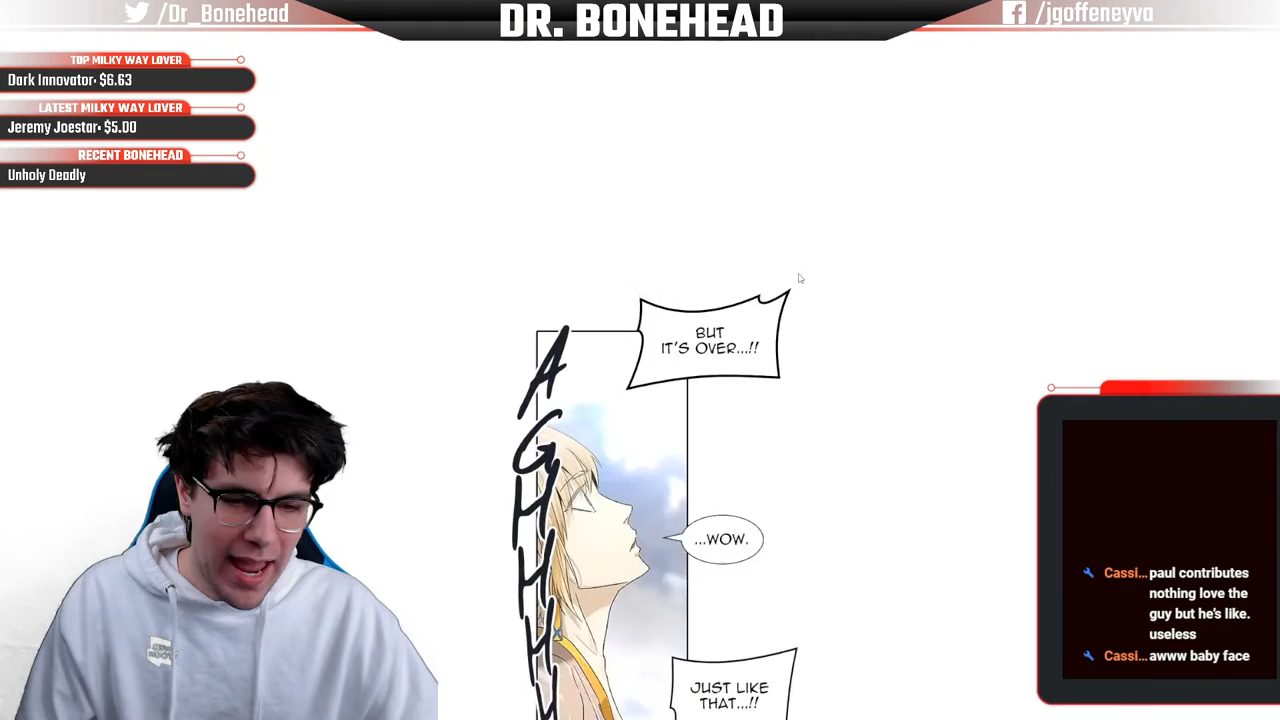 /Dr_Bonehead
DR. BONEHEAD
/jgoffeneyva
TOP MILKY WAY LOVER
Dark Innovator• $6.63
LATEST MILKY WAY LOVER
Jeremy Joestar• $5.00
RECENT BONEHEAD
Unholy Deadly
BUT
IT'S OVER...!!
AGHHHH
...WOW.
JUST LIKE
THAT...!!
Cassi... paul contributes
nothing love the
guy but he's like.
useless
Cassi... awww baby face